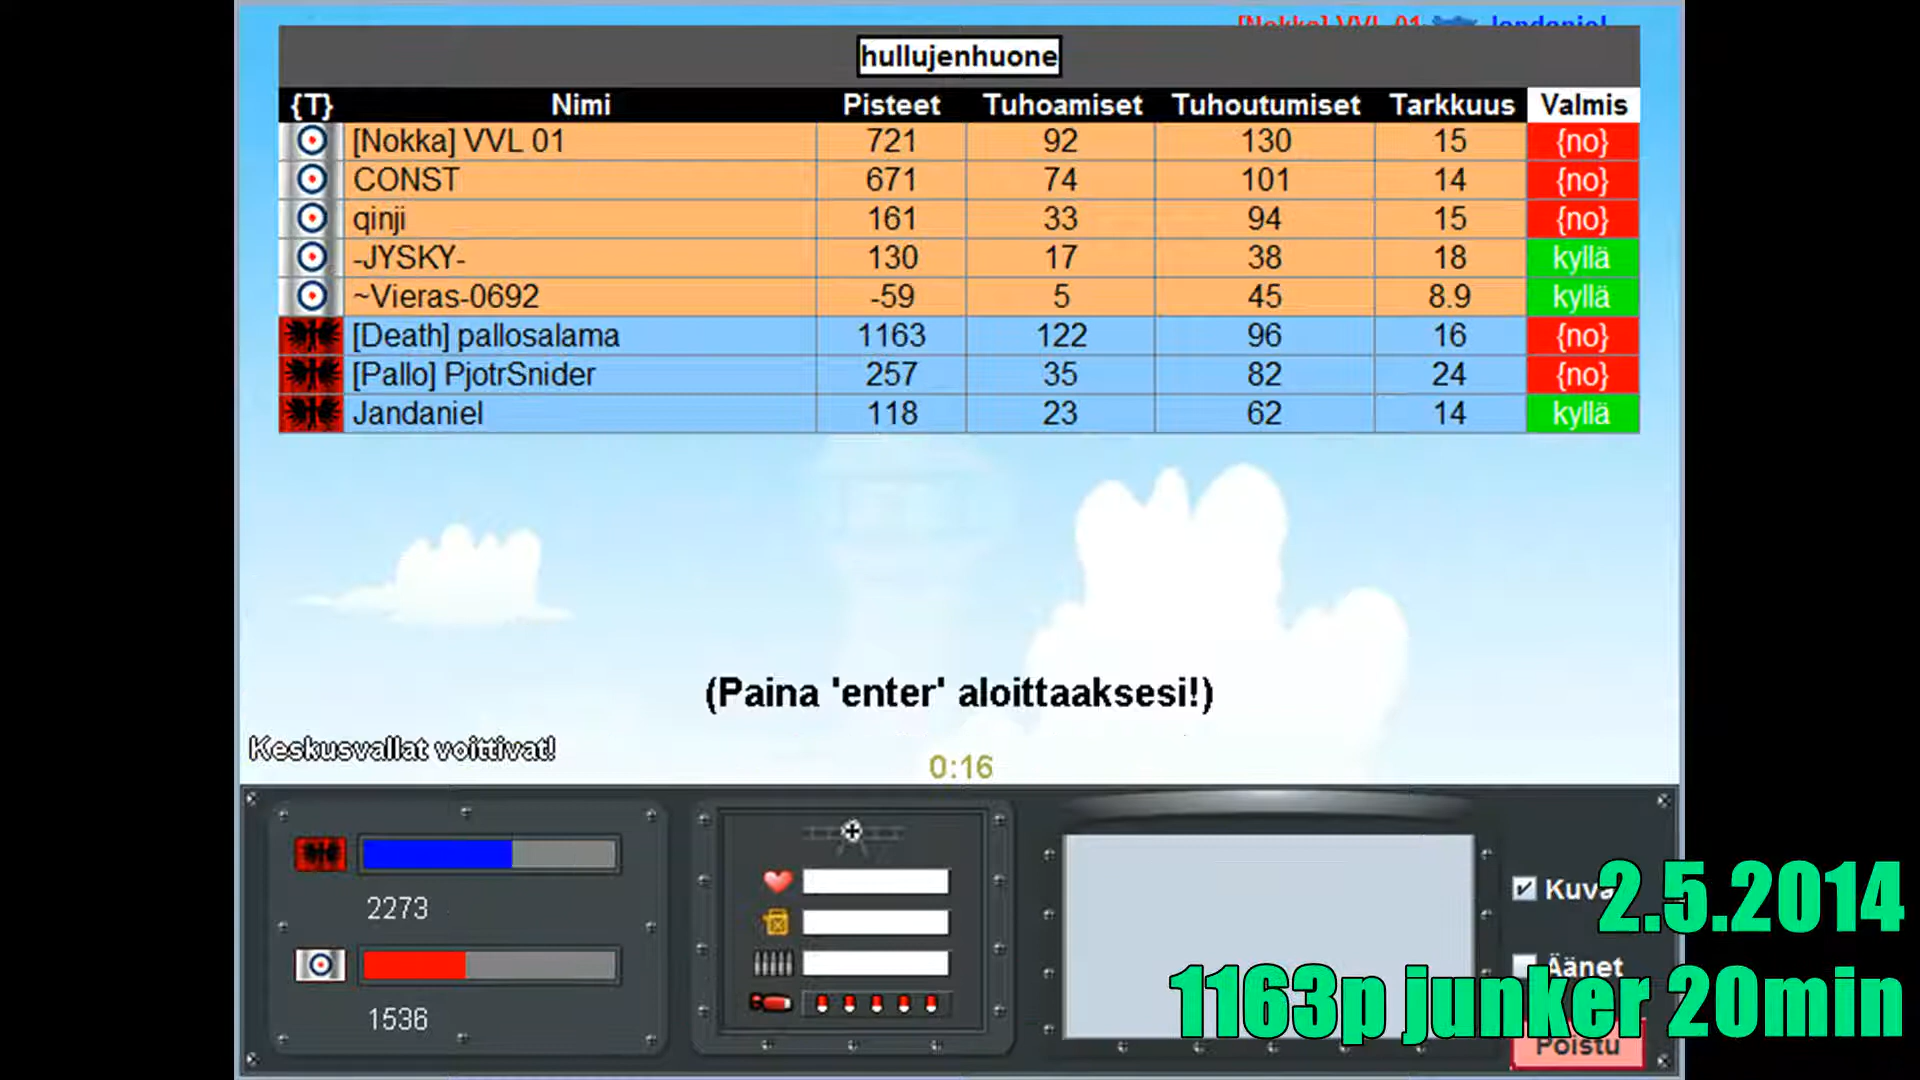 [Nokka] VVL 01 Jandaniel
hullujenhuone
{T} Nimi Pisteet Tuhoamiset Tuhoutumiset Tarkkuus Valmis
[Nokka] VVL 01 721 92 130 15 {no}
CONST 671 74 101 14 {no}
qinji 161 33 94 15 {no}
-JYSKY- 130 17 38 18 kyllä
~Vieras-0692 -59 5 45 8.9 kyllä
[Death] pallosalama 1163 122 96 16 {no}
[Pallo] PjotrSnider 257 35 82 24 {no}
Jandaniel 118 23 62 14 kyllä
(Paina 'enter' aloittaaksesi!)
Keskusvallat voittivat!
0:16
2273
1536
Kuva
2.5.2014
Äänet
1163p junker 20min
Poistu